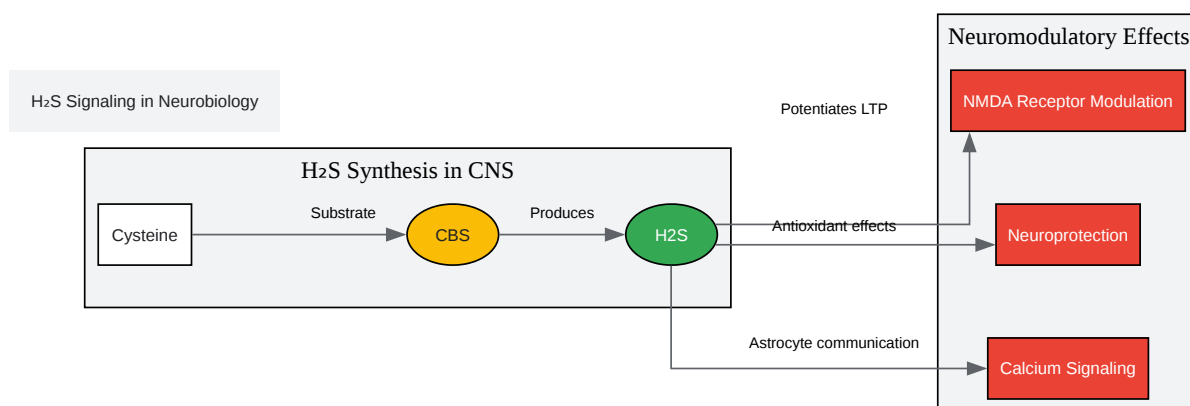 Neuromodulatory Effects
H₂S Signaling in Neurobiology
NMDA Receptor Modulation
Potentiates LTP
H₂S Synthesis in CNS
Cysteine
Substrate
CBS
Produces
H2S
Antioxidant effects
Neuroprotection
Astrocyte communication
Calcium Signaling